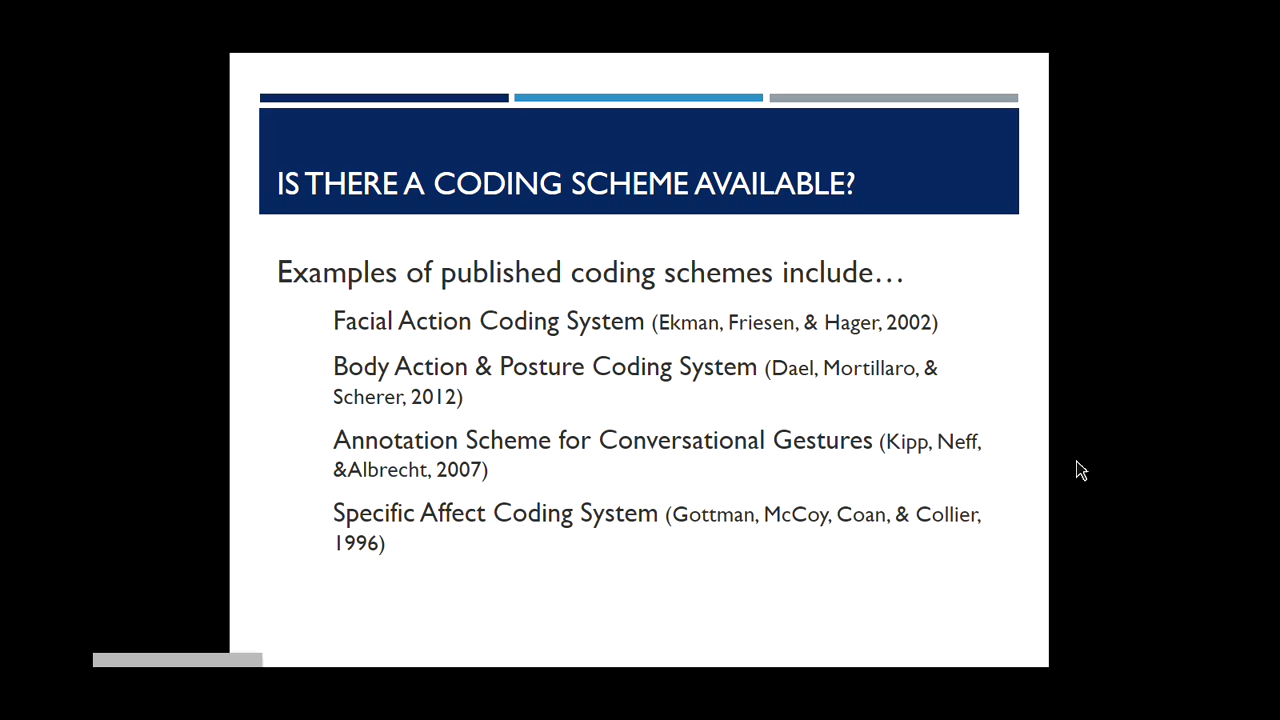 IS THERE A CODING SCHEME AVAILABLE?
Examples of published coding schemes include…
Facial Action Coding System (Ekman, Friesen, & Hager, 2002)
Body Action & Posture Coding System (Dael, Mortillaro, &
Scherer, 2012)
Annotation Scheme for Conversational Gestures (Kipp, Neff,
&Albrecht, 2007)
Specific Affect Coding System (Gottman, McCoy, Coan, & Collier,
1996)